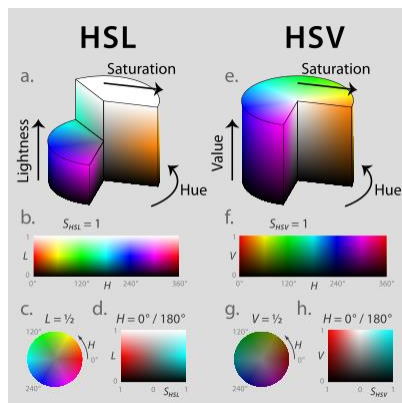 HSL
HSV
a.
Saturation
Lightness
Hue
e.
Saturation
Value
Hue
b.
S_HSL = 1
1
L
0
0°
120°
H
240°
360°
f.
S_HSV = 1
1
V
0
0°
120°
H
240°
360°
c.
L = ½
120°
H
0°
240°
d.
H = 0° / 180°
1
L
0
1
0
S_HSL
1
g.
V = ½
120°
H
0°
240°
h.
H = 0° / 180°
1
V
0
1
0
S_HSV
1